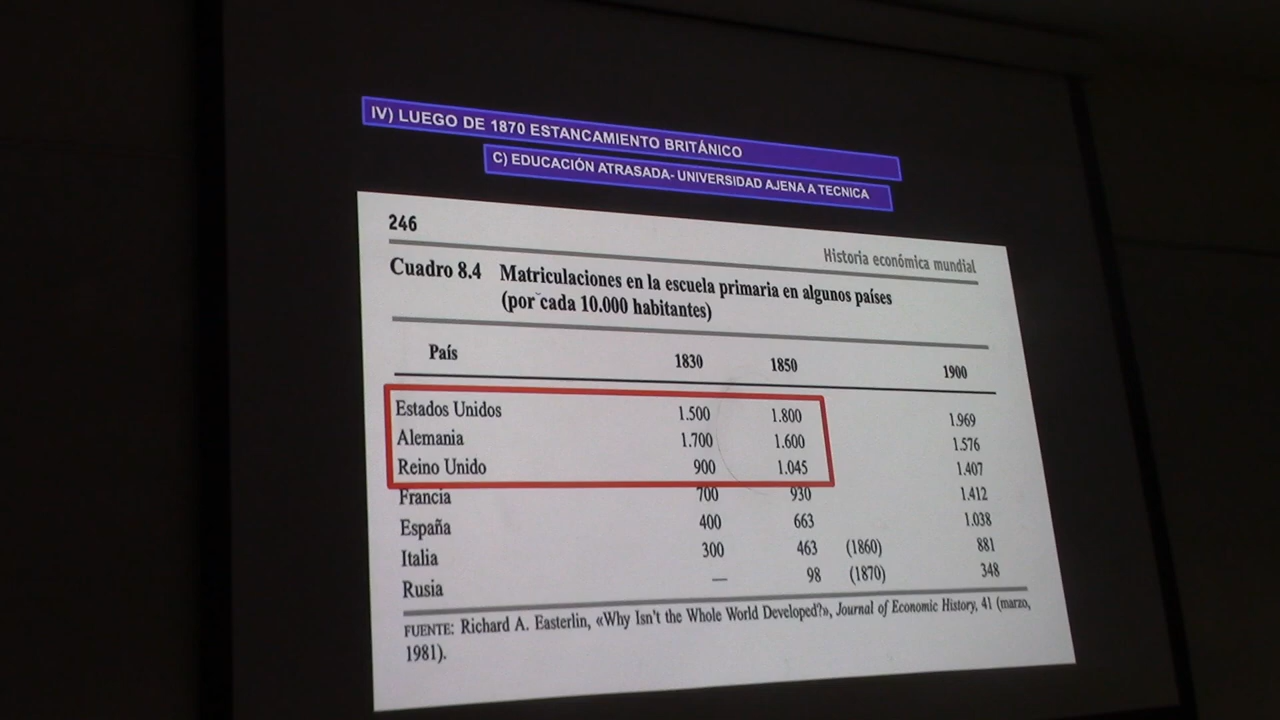 IV) LUEGO DE 1870 ESTANCAMIENTO BRITÁNICO
C) EDUCACIÓN ATRASADA- UNIVERSIDAD AJENA A TECNICA
246
Historia económica mundial
Cuadro 8.4 Matriculaciones en la escuela primaria en algunos países
(por cada 10.000 habitantes)
País 1830 1850 1900
Estados Unidos 1.500 1.800 1.969
Alemania 1.700 1.600 1.576
Reino Unido 900 1.045 1.407
Francia 700 930 1.412
España 400 663 1.038
Italia 300 463 (1860) 881
Rusia — 98 (1870) 348
FUENTE: Richard A. Easterlin, «Why Isn't the Whole World Developed?», Journal of Economic History, 41 (marzo,
1981).